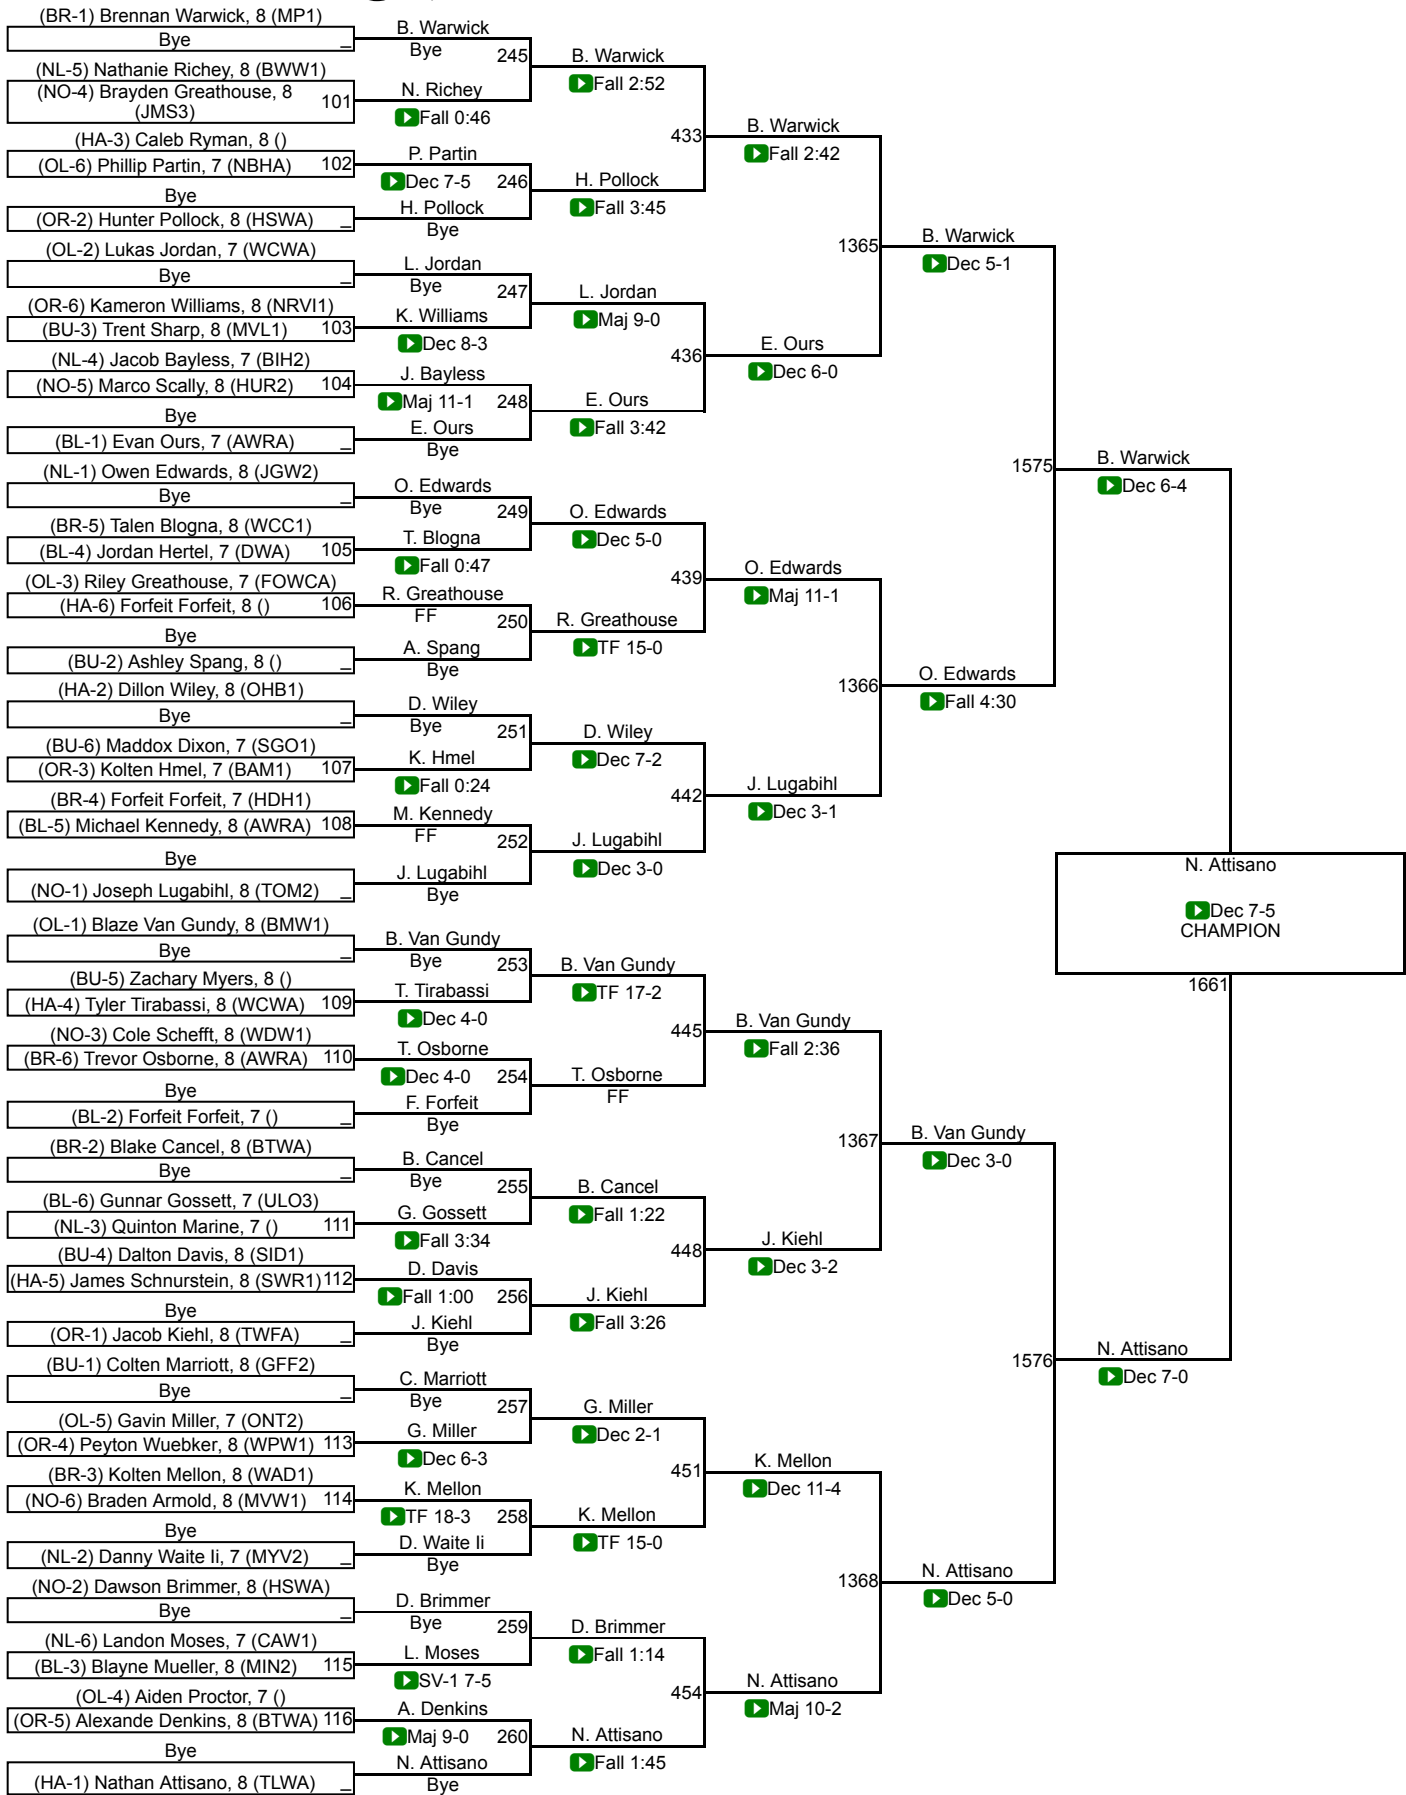 (BR-1) Brennan Warwick, 8 (MP1)
Bye _
(NL-5) Nathanie Richey, 8 (BWW1)
(NO-4) Brayden Greathouse, 8 (JMS3) 101
(HA-3) Caleb Ryman, 8 ()
(OL-6) Phillip Partin, 7 (NBHA) 102
Bye
(OR-2) Hunter Pollock, 8 (HSWA) _
(OL-2) Lukas Jordan, 7 (WCWA)
Bye _
(OR-6) Kameron Williams, 8 (NRVI1)
(BU-3) Trent Sharp, 8 (MVL1) 103
(NL-4) Jacob Bayless, 7 (BIH2)
(NO-5) Marco Scally, 8 (HUR2) 104
Bye
(BL-1) Evan Ours, 7 (AWRA) _
(NL-1) Owen Edwards, 8 (JGW2)
Bye _
(BR-5) Talen Blogna, 8 (WCC1)
(BL-4) Jordan Hertel, 7 (DWA) 105
(OL-3) Riley Greathouse, 7 (FOWCA)
(HA-6) Forfeit Forfeit, 8 () 106
Bye
(BU-2) Ashley Spang, 8 () _
(HA-2) Dillon Wiley, 8 (OHB1)
Bye _
(BU-6) Maddox Dixon, 7 (SGO1)
(OR-3) Kolten Hmel, 7 (BAM1) 107
(BR-4) Forfeit Forfeit, 7 (HDH1)
(BL-5) Michael Kennedy, 8 (AWRA) 108
Bye
(NO-1) Joseph Lugabihl, 8 (TOM2) _
(OL-1) Blaze Van Gundy, 8 (BMW1)
Bye _
(BU-5) Zachary Myers, 8 ()
(HA-4) Tyler Tirabassi, 8 (WCWA) 109
(NO-3) Cole Schefft, 8 (WDW1)
(BR-6) Trevor Osborne, 8 (AWRA) 110
Bye
(BL-2) Forfeit Forfeit, 7 () _
(BR-2) Blake Cancel, 8 (BTWA)
Bye _
(BL-6) Gunnar Gossett, 7 (ULO3)
(NL-3) Quinton Marine, 7 () 111
(BU-4) Dalton Davis, 8 (SID1)
(HA-5) James Schnurstein, 8 (SWR1) 112
Bye
(OR-1) Jacob Kiehl, 8 (TWFA) _
(BU-1) Colten Marriott, 8 (GFF2)
Bye _
(OL-5) Gavin Miller, 7 (ONT2)
(OR-4) Peyton Wuebker, 8 (WPW1) 113
(BR-3) Kolten Mellon, 8 (WAD1)
(NO-6) Braden Armold, 8 (MVW1) 114
Bye
(NL-2) Danny Waite Ii, 7 (MYV2) _
(NO-2) Dawson Brimmer, 8 (HSWA)
Bye _
(NL-6) Landon Moses, 7 (CAW1)
(BL-3) Blayne Mueller, 8 (MIN2) 115
(OL-4) Aiden Proctor, 7 ()
(OR-5) Alexande Denkins, 8 (BTWA) 116
Bye
(HA-1) Nathan Attisano, 8 (TLWA) _
B. Warwick
Bye 245
N. Richey
Fall 0:46
P. Partin
Dec 7-5 246
H. Pollock
Bye
L. Jordan
Bye 247
K. Williams
Dec 8-3
J. Bayless
Maj 11-1 248
E. Ours
Bye
O. Edwards
Bye 249
T. Blogna
Fall 0:47
R. Greathouse
FF 250
A. Spang
Bye
D. Wiley
Bye 251
K. Hmel
Fall 0:24
M. Kennedy
FF 252
J. Lugabihl
Bye
B. Van Gundy
Bye 253
T. Tirabassi
Dec 4-0
T. Osborne
Dec 4-0 254
F. Forfeit
Bye
B. Cancel
Bye 255
G. Gossett
Fall 3:34
D. Davis
Fall 1:00 256
J. Kiehl
Bye
C. Marriott
Bye 257
G. Miller
Dec 6-3
K. Mellon
TF 18-3 258
D. Waite Ii
Bye
D. Brimmer
Bye 259
L. Moses
SV-1 7-5
A. Denkins
Maj 9-0 260
N. Attisano
Bye
B. Warwick
Fall 2:52
433
H. Pollock
Fall 3:45
L. Jordan
Maj 9-0
436
E. Ours
Fall 3:42
O. Edwards
Dec 5-0
439
R. Greathouse
TF 15-0
D. Wiley
Dec 7-2
442
J. Lugabihl
Dec 3-0
B. Van Gundy
TF 17-2
445
T. Osborne
FF
B. Cancel
Fall 1:22
448
J. Kiehl
Fall 3:26
G. Miller
Dec 2-1
451
K. Mellon
TF 15-0
D. Brimmer
Fall 1:14
454
N. Attisano
Fall 1:45
B. Warwick
Fall 2:42
1365
E. Ours
Dec 6-0
O. Edwards
Maj 11-1
1366
J. Lugabihl
Dec 3-1
B. Van Gundy
Fall 2:36
1367
J. Kiehl
Dec 3-2
K. Mellon
Dec 11-4
1368
N. Attisano
Maj 10-2
B. Warwick
Dec 5-1
1575
O. Edwards
Fall 4:30
B. Van Gundy
Dec 3-0
1576
N. Attisano
Dec 5-0
B. Warwick
Dec 6-4
N. Attisano
Dec 7-5
CHAMPION
1661
N. Attisano
Dec 7-0